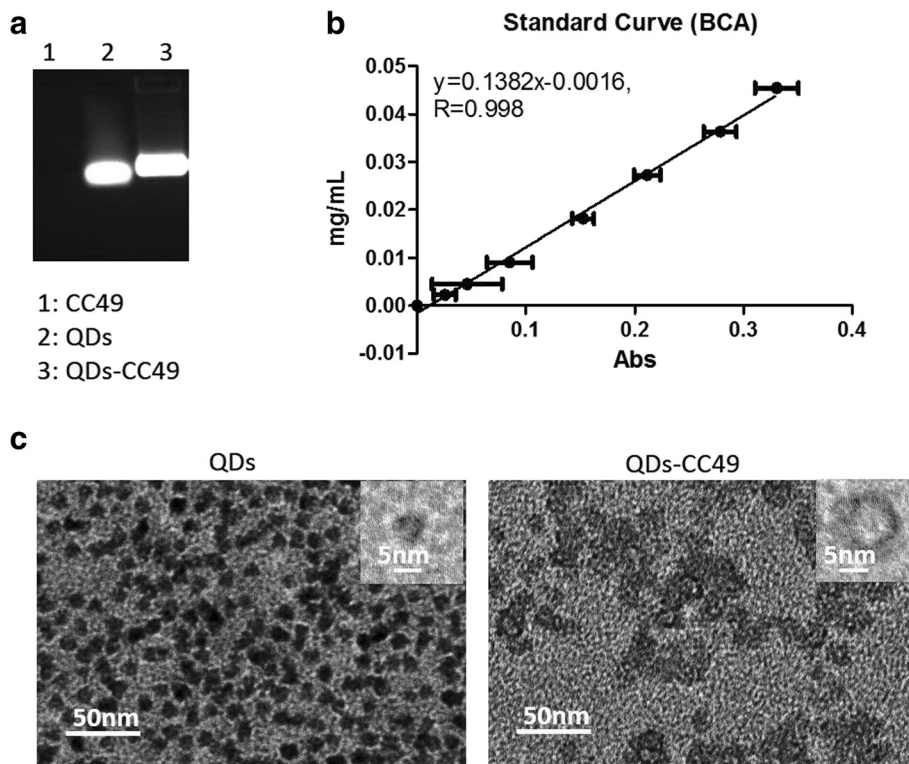 a
1 2 3
1: CC49
2: QDs
3: QDs-CC49
b
Standard Curve (BCA)
y=0.1382x-0.0016,
R=0.998
mg/mL
0.05
0.04
0.03
0.02
0.01
0.00
-0.01
0.1 0.2 0.3 0.4
Abs
c
QDs
5nm
50nm
QDs-CC49
5nm
50nm